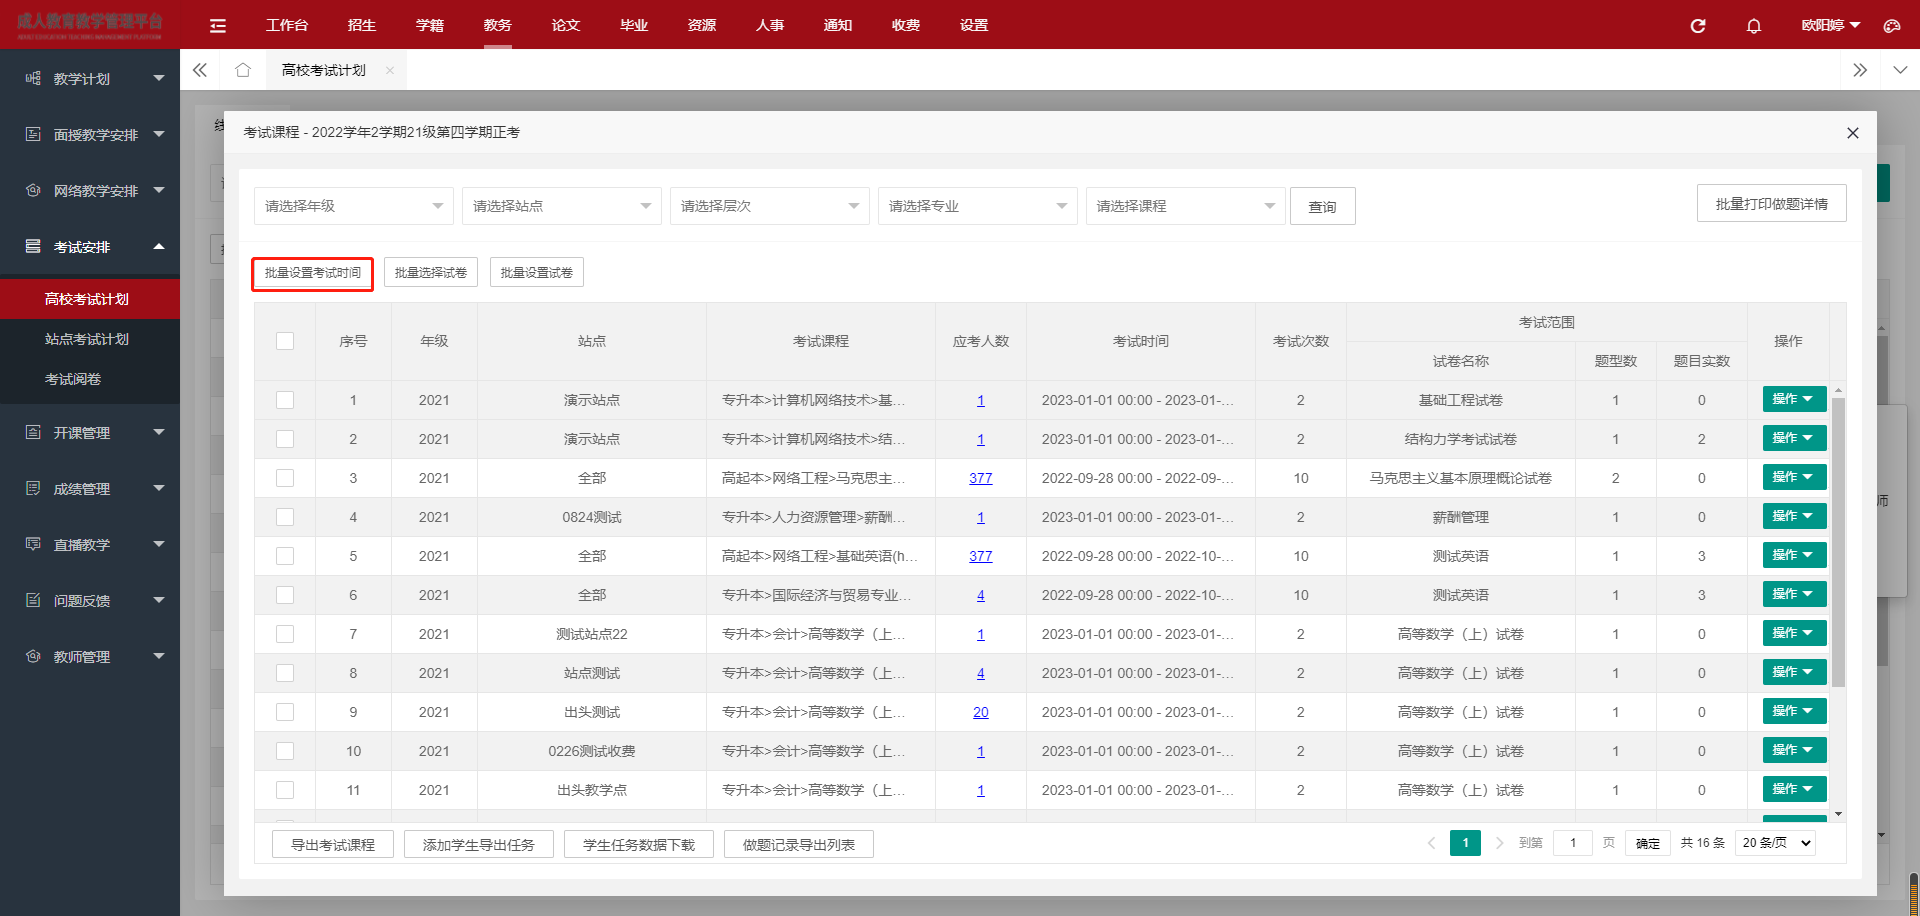 成人教育教学管理平台
ADULT EDUCATION TEACHING MANAGEMENT PLATFORM
工作台 招生 学籍 教务 论文 毕业 资源 人事 通知 收费 设置
欧阳婷
高校考试计划
教学计划
面授教学安排
网络教学安排
考试安排
高校考试计划
站点考试计划
考试阅卷
开课管理
成绩管理
直播教学
问题反馈
教师管理
考试课程 - 2022学年2学期21级第四学期正考
请选择年级 请选择站点 请选择层次 请选择专业 请选择课程 查询 批量打印做题详情
批量设置考试时间 批量选择试卷 批量设置试卷
序号 年级 站点 考试课程 应考人数 考试时间 考试次数 考试范围 操作
试卷名称 题型数 题目实数
1 2021 演示站点 专升本>计算机网络技术>基... 1 2023-01-01 00:00 - 2023-01-... 2 基础工程试卷 1 0 操作
2 2021 演示站点 专升本>计算机网络技术>结... 1 2023-01-01 00:00 - 2023-01-... 2 结构力学考试试卷 1 2 操作
3 2021 全部 高起本>网络工程>马克思主... 377 2022-09-28 00:00 - 2022-09-... 10 马克思主义基本原理概论试卷 2 0 操作
4 2021 0824测试 专升本>人力资源管理>薪酬... 1 2023-01-01 00:00 - 2023-01-... 2 薪酬管理 1 0 操作
5 2021 全部 高起本>网络工程>基础英语(h... 377 2022-09-28 00:00 - 2022-10-... 10 测试英语 1 3 操作
6 2021 全部 专升本>国际经济与贸易专业... 4 2022-09-28 00:00 - 2022-10-... 10 测试英语 1 3 操作
7 2021 测试站点22 专升本>会计>高等数学（上... 1 2023-01-01 00:00 - 2023-01-... 2 高等数学（上）试卷 1 0 操作
8 2021 站点测试 专升本>会计>高等数学（上... 4 2023-01-01 00:00 - 2023-01-... 2 高等数学（上）试卷 1 0 操作
9 2021 出头测试 专升本>会计>高等数学（上... 20 2023-01-01 00:00 - 2023-01-... 2 高等数学（上）试卷 1 0 操作
10 2021 0226测试收费 专升本>会计>高等数学（上... 1 2023-01-01 00:00 - 2023-01-... 2 高等数学（上）试卷 1 0 操作
11 2021 出头教学点 专升本>会计>高等数学（上... 1 2023-01-01 00:00 - 2023-01-... 2 高等数学（上）试卷 1 0 操作
导出考试课程 添加学生导出任务 学生任务数据下载 做题记录导出列表 1 到第 1 页 确定 共 16 条 20 条/页
师